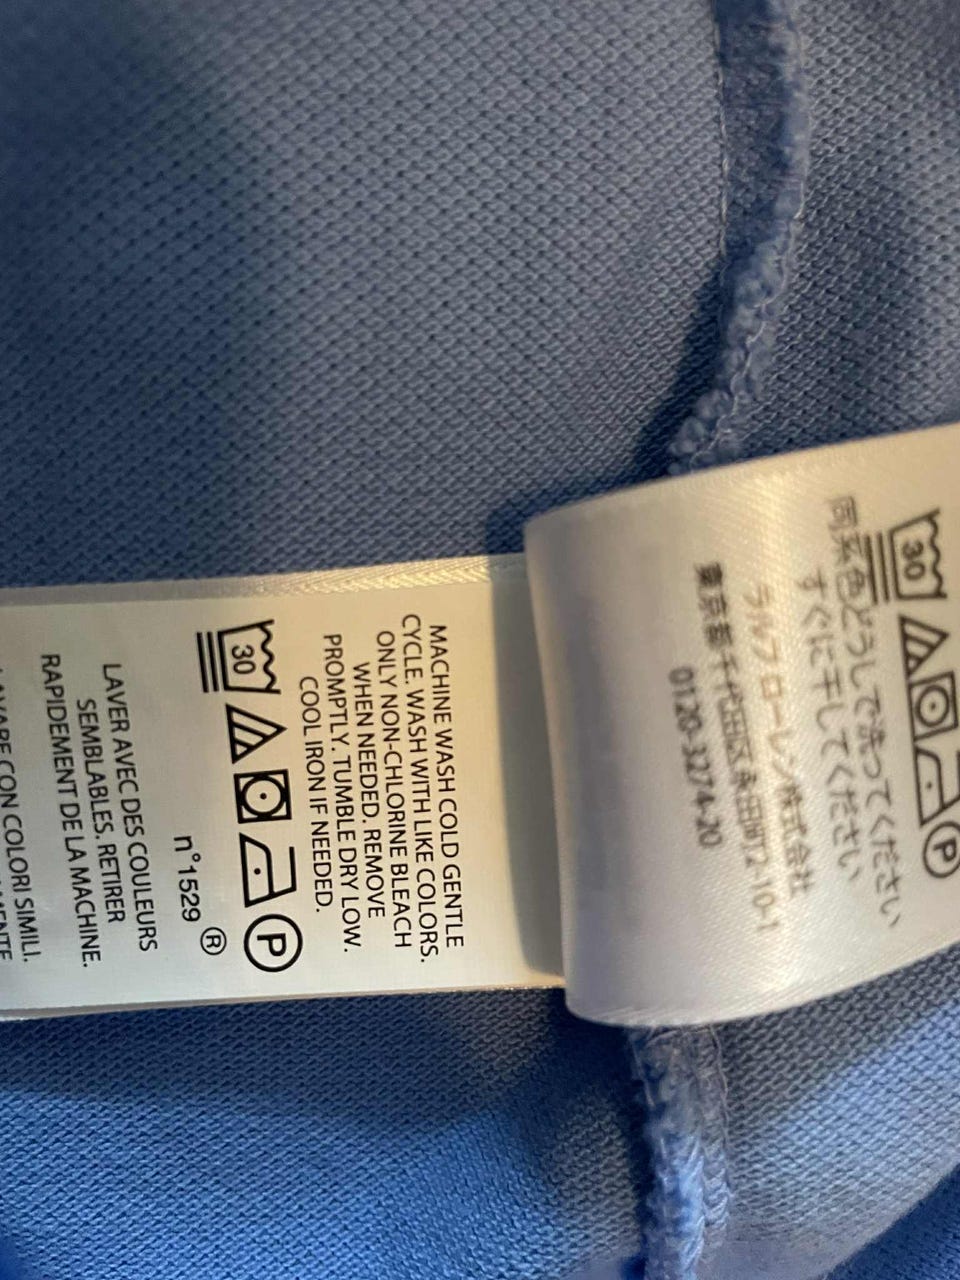 MACHINE WASH COLD GENTLE
CYCLE. WASH WITH LIKE COLORS.
ONLY NON-CHLORINE BLEACH
WHEN NEEDED. REMOVE
PROMPTLY. TUMBLE DRY LOW.
COOL IRON IF NEEDED.
30 P
®
n°1529
LAVER AVEC DES COULEURS
SEMBLABLES. RETIRER
RAPIDEMENT DE LA MACHINE.
CON COLORI SIMILI.
30 P
同系色どうしで洗ってください
すぐに干してください
ラルフ ローレン株式会社
東京都千代田区永田町2-10-1
0120-3274-20